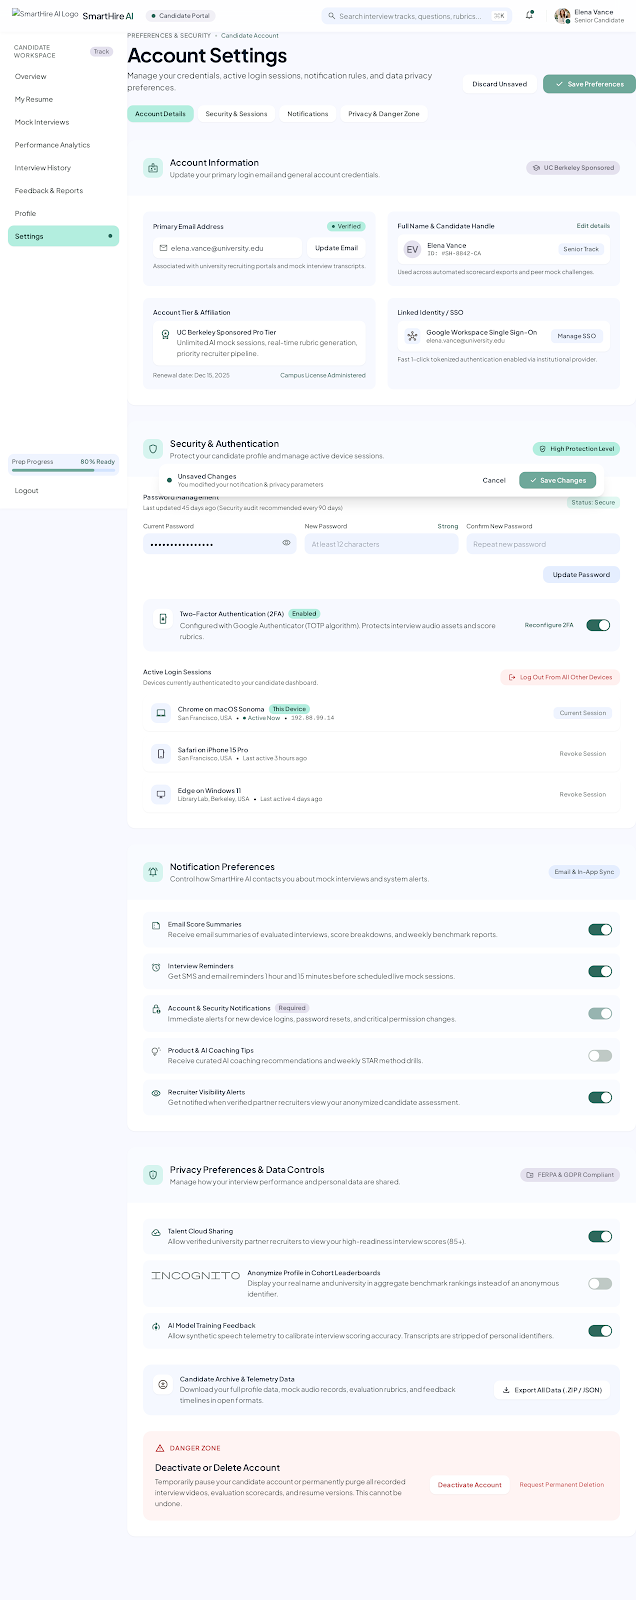 SmartHire AI Logo
SmartHire AI
Candidate Portal
Search interview tracks, questions, rubrics...
⌘K
Elena Vance
Senior Candidate
CANDIDATE WORKSPACE
Track
Overview
My Resume
Mock Interviews
Performance Analytics
Interview History
Feedback & Reports
Profile
Settings
Prep Progress
80% Ready
Logout
PREFERENCES & SECURITY • Candidate Account
Account Settings
Manage your credentials, active login sessions, notification rules, and data privacy
preferences.
Discard Unsaved
Save Preferences
Account Details
Security & Sessions
Notifications
Privacy & Danger Zone
Account Information
Update your primary login email and general account credentials.
UC Berkeley Sponsored
Primary Email Address
Verified
elena.vance@university.edu
Update Email
Associated with university recruiting portals and mock interview transcripts.
Full Name & Candidate Handle
Edit details
EV
Elena Vance
ID: #SH-8842-CA
Senior Track
Used across automated scorecard exports and peer mock challenges.
Account Tier & Affiliation
UC Berkeley Sponsored Pro Tier
Unlimited AI mock sessions, real-time rubric generation,
priority recruiter pipeline.
Renewal date: Dec 15, 2025
Campus License Administered
Linked Identity / SSO
Google Workspace Single Sign-On
elena.vance@university.edu
Manage SSO
Fast 1-click tokenized authentication enabled via institutional provider.
Security & Authentication
Protect your candidate profile and manage active device sessions.
High Protection Level
Unsaved Changes
You modified your notification & privacy parameters
Cancel
Save Changes
Password Management
Last updated 45 days ago (Security audit recommended every 90 days)
Status: Secure
Current Password
••••••••••••••••
New Password
Strong
At least 12 characters
Confirm New Password
Repeat new password
Update Password
Two-Factor Authentication (2FA)
Enabled
Configured with Google Authenticator (TOTP algorithm). Protects interview audio assets and score
rubrics.
Reconfigure 2FA
Active Login Sessions
Devices currently authenticated to your candidate dashboard.
Log Out From All Other Devices
Chrome on macOS Sonoma
This Device
San Francisco, USA • Active Now • 192.88.99.14
Current Session
Safari on iPhone 15 Pro
San Francisco, USA • Last active 3 hours ago
Revoke Session
Edge on Windows 11
Library Lab, Berkeley, USA • Last active 4 days ago
Revoke Session
Notification Preferences
Control how SmartHire AI contacts you about mock interviews and system alerts.
Email & In-App Sync
Email Score Summaries
Receive email summaries of evaluated interviews, score breakdowns, and weekly benchmark reports.
Interview Reminders
Get SMS and email reminders 1 hour and 15 minutes before scheduled live mock sessions.
Account & Security Notifications
Required
Immediate alerts for new device logins, password resets, and critical permission changes.
Product & AI Coaching Tips
Receive curated AI coaching recommendations and weekly STAR method drills.
Recruiter Visibility Alerts
Get notified when verified partner recruiters view your anonymized candidate assessment.
Privacy Preferences & Data Controls
Manage how your interview performance and personal data are shared.
FERPA & GDPR Compliant
Talent Cloud Sharing
Allow verified university partner recruiters to view your high-readiness interview scores (85+).
INCOGNITO
Anonymize Profile in Cohort Leaderboards
Display your real name and university in aggregate benchmark rankings instead of an anonymous
identifier.
AI Model Training Feedback
Allow synthetic speech telemetry to calibrate interview scoring accuracy. Transcripts are stripped of personal identifiers.
Candidate Archive & Telemetry Data
Download your full profile data, mock audio records, evaluation rubrics, and feedback
timelines in open formats.
Export All Data (.ZIP / JSON)
DANGER ZONE
Deactivate or Delete Account
Temporarily pause your candidate account or permanently purge all recorded
interview videos, evaluation scorecards, and resume versions. This cannot be
undone.
Deactivate Account
Request Permanent Deletion